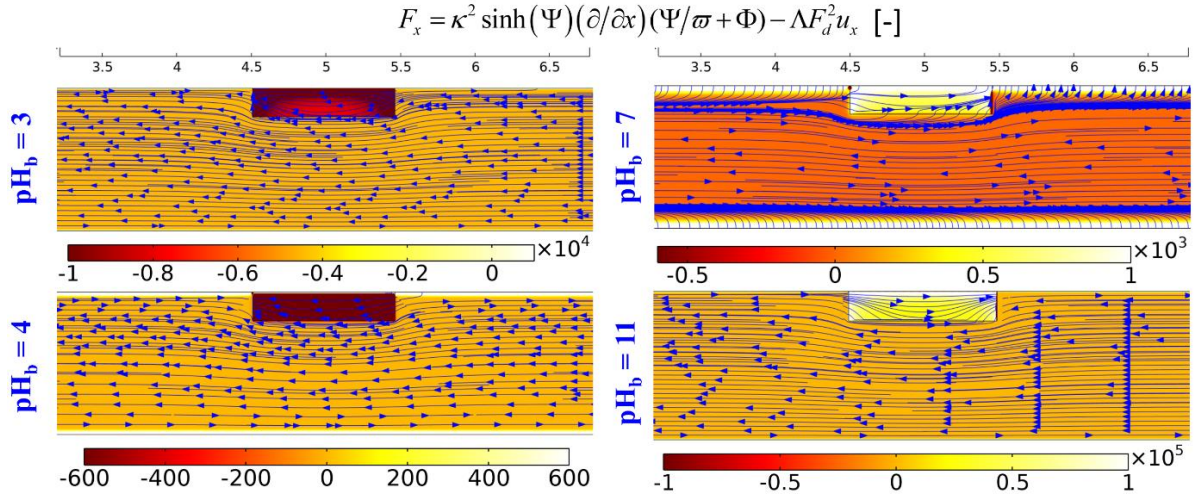 F_x = κ² sinh(Ψ)(∂/∂x)(Ψ/ϖ + Φ) − ΛF_d² u_x [-]
3.5 4 4.5 5 5.5 6 6.5
3.5 4 4.5 5 5.5 6 6.5
pH_b = 3
pH_b = 7
×10⁴
-1 -0.8 -0.6 -0.4 -0.2 0
×10³
-0.5 0 0.5 1
pH_b = 4
pH_b = 11
-600 -400 -200 0 200 400 600
×10⁵
-1 -0.5 0 0.5 1